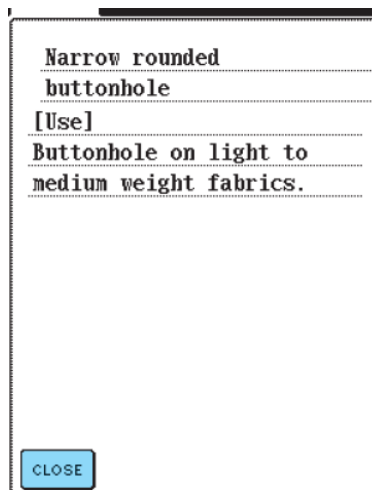 Narrow rounded
buttonhole
[Use]
Buttonhole on light to
medium weight fabrics.
CLOSE